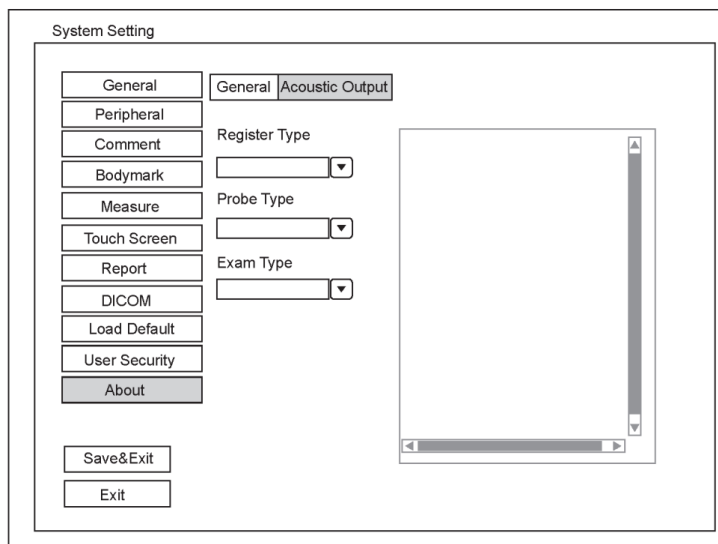 System Setting
General
Peripheral
Comment
Bodymark
Measure
Touch Screen
Report
DICOM
Load Default
User Security
About
Save&Exit
Exit
General Acoustic Output
Register Type
Probe Type
Exam Type